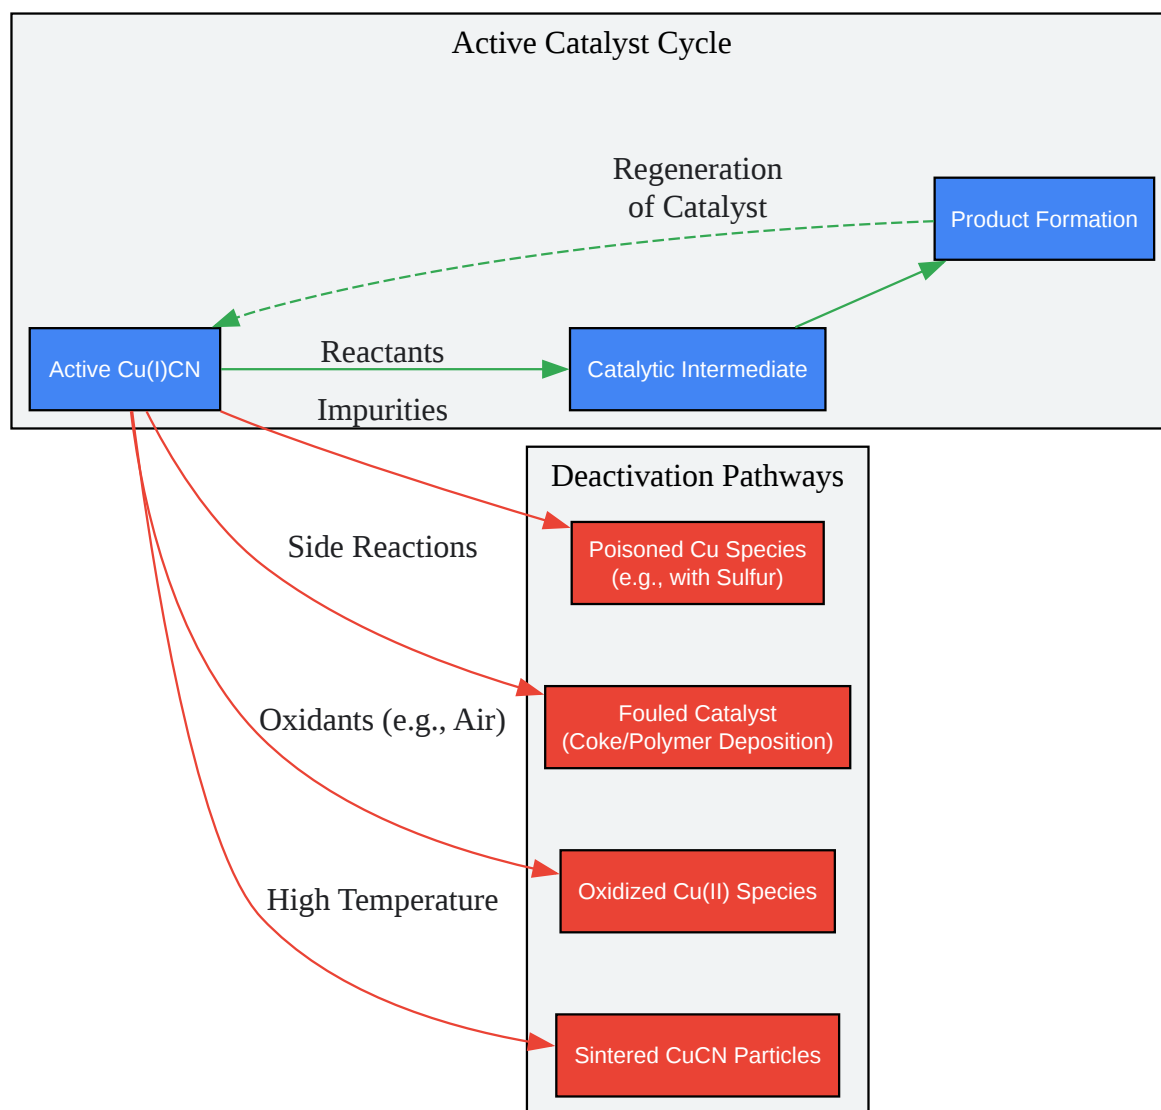 Active Catalyst Cycle
Regeneration
of Catalyst
Product Formation
Active Cu(I)CN
Reactants
Catalytic Intermediate
Impurities
Deactivation Pathways
Side Reactions
Poisoned Cu Species
(e.g., with Sulfur)
Oxidants (e.g., Air)
Fouled Catalyst
(Coke/Polymer Deposition)
High Temperature
Oxidized Cu(II) Species
Sintered CuCN Particles